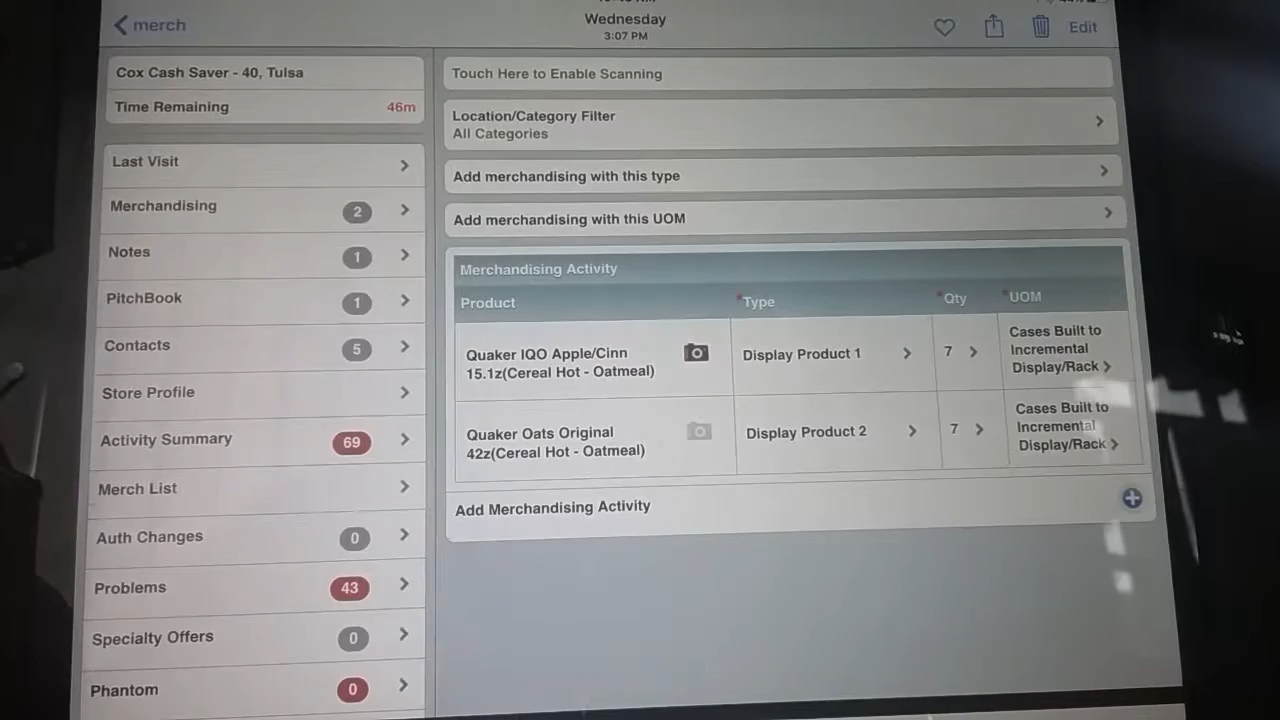 merch
Wednesday
3:07 PM
Edit
Cox Cash Saver - 40, Tulsa
Time Remaining 46m
Last Visit
Merchandising 2
Notes 1
PitchBook 1
Contacts 5
Store Profile
Activity Summary 69
Merch List
Auth Changes 0
Problems 43
Specialty Offers 0
Phantom 0
Touch Here to Enable Scanning
Location/Category Filter
All Categories
Add merchandising with this type
Add merchandising with this UOM
Merchandising Activity
Product *Type *Qty *UOM
Quaker IQO Apple/Cinn
15.1z(Cereal Hot - Oatmeal)
Display Product 1
7
Cases Built to
Incremental
Display/Rack
Quaker Oats Original
42z(Cereal Hot - Oatmeal)
Display Product 2
7
Cases Built to
Incremental
Display/Rack
Add Merchandising Activity